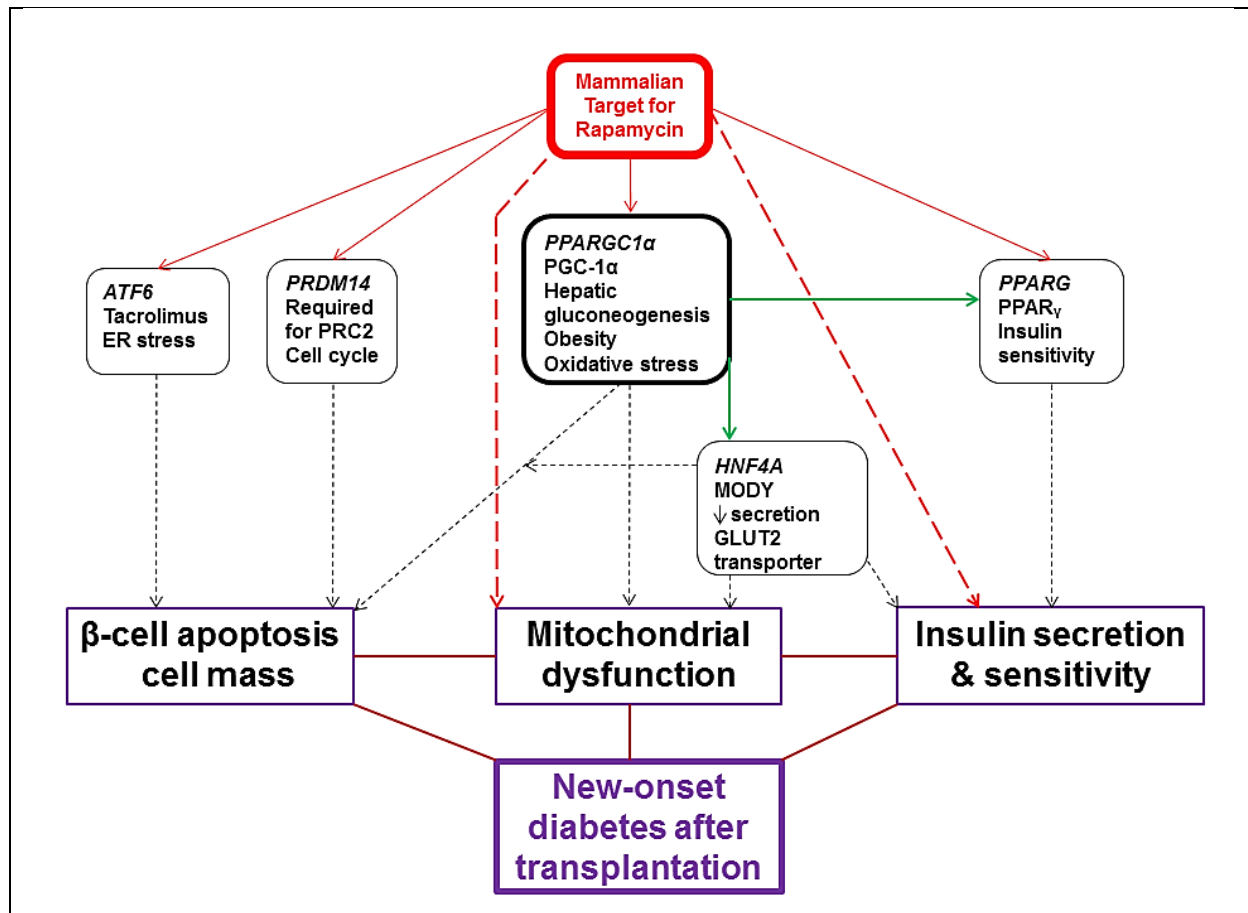 Mammalian
Target for
Rapamycin
ATF6
Tacrolimus
ER stress
PRDM14
Required
for PRC2
Cell cycle
PPARGC1α
PGC-1α
Hepatic
gluconeogenesis
Obesity
Oxidative stress
PPARG
PPARγ
Insulin
sensitivity
HNF4A
MODY
↓ secretion
GLUT2
transporter
β-cell apoptosis
cell mass
Mitochondrial
dysfunction
Insulin secretion
& sensitivity
New-onset
diabetes after
transplantation